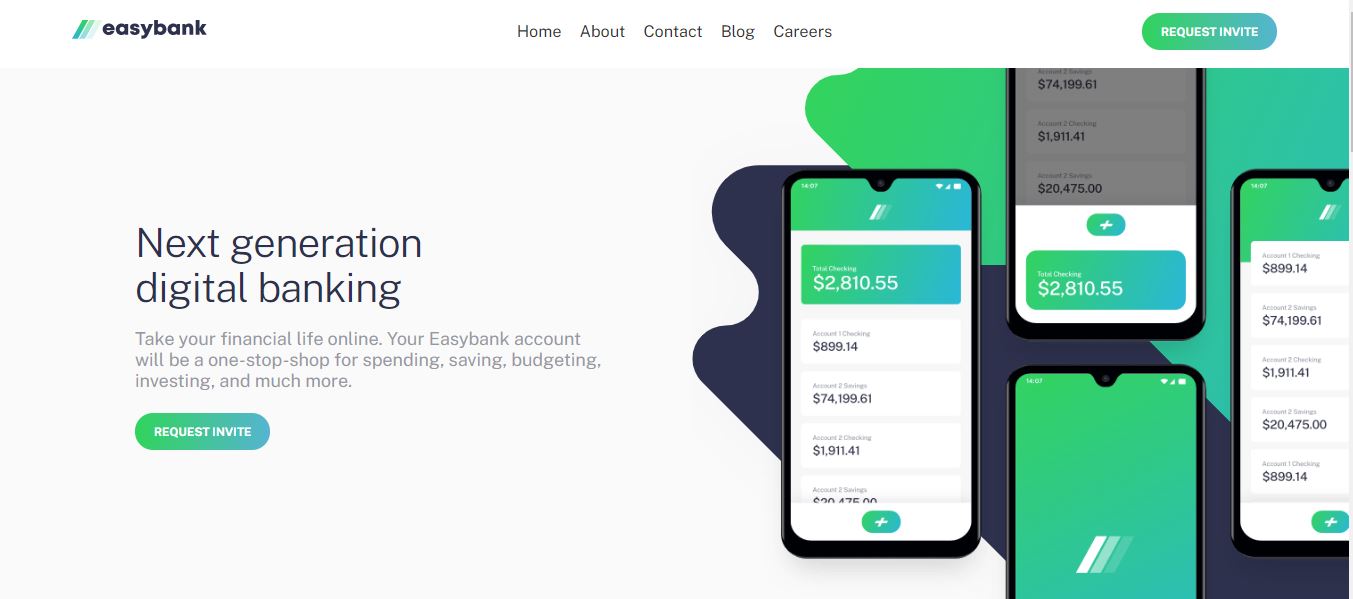 easybank
Home About Contact Blog Careers
REQUEST INVITE
Next generation
digital banking
Take your financial life online. Your Easybank account
will be a one-stop-shop for spending, saving, budgeting,
investing, and much more.
REQUEST INVITE
14:07
Total Checking
$2,810.55
Account 1 Checking
$899.14
Account 2 Savings
$74,199.61
Account 2 Checking
$1,911.41
Account 2 Savings
$20,475.00
Account 2 Savings
$74,199.61
Account 2 Checking
$1,911.41
Account 2 Savings
$20,475.00
Total Checking
$2,810.55
14:07
14:07
Account 1 Checking
$899.14
Account 2 Savings
$74,199.61
Account 2 Checking
$1,911.41
Account 2 Savings
$20,475.00
Account 1 Checking
$899.14